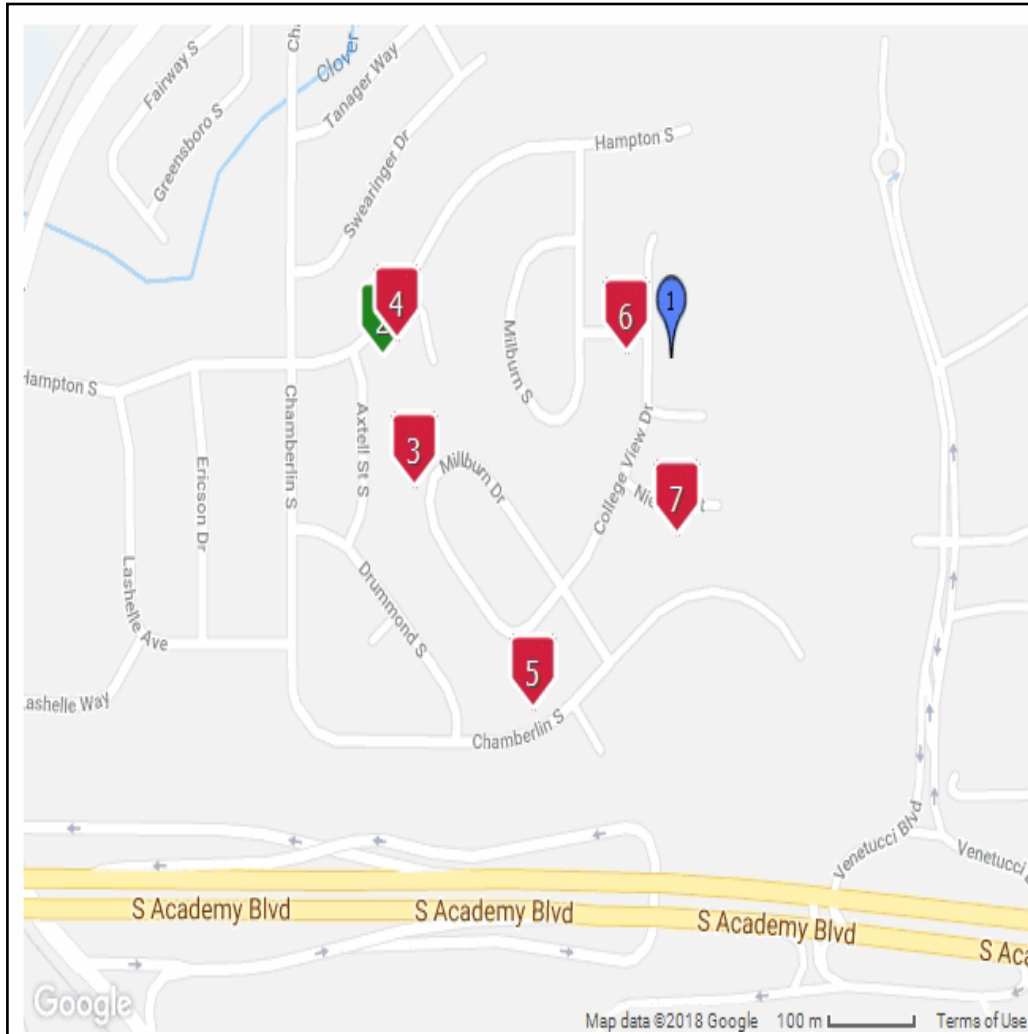 Fairway S
Greensboro S
Clover
Ch
Tanager Way
Swearinger Dr
Hampton S
4
6
1
Hampton S
Milburn S
Axtell St S
Chamberlin S
3
Millburn Dr
College View Dr
7
Ericson Dr
Lashelle Ave
Drummond S
5
Lashelle Way
Chamberlin S
Venetucci Blvd
Venetucci B
S Academy Blvd
S Academy Blvd
S Academy Blvd
S Aca
Google
Map data ©2018 Google 100 m Terms of Use